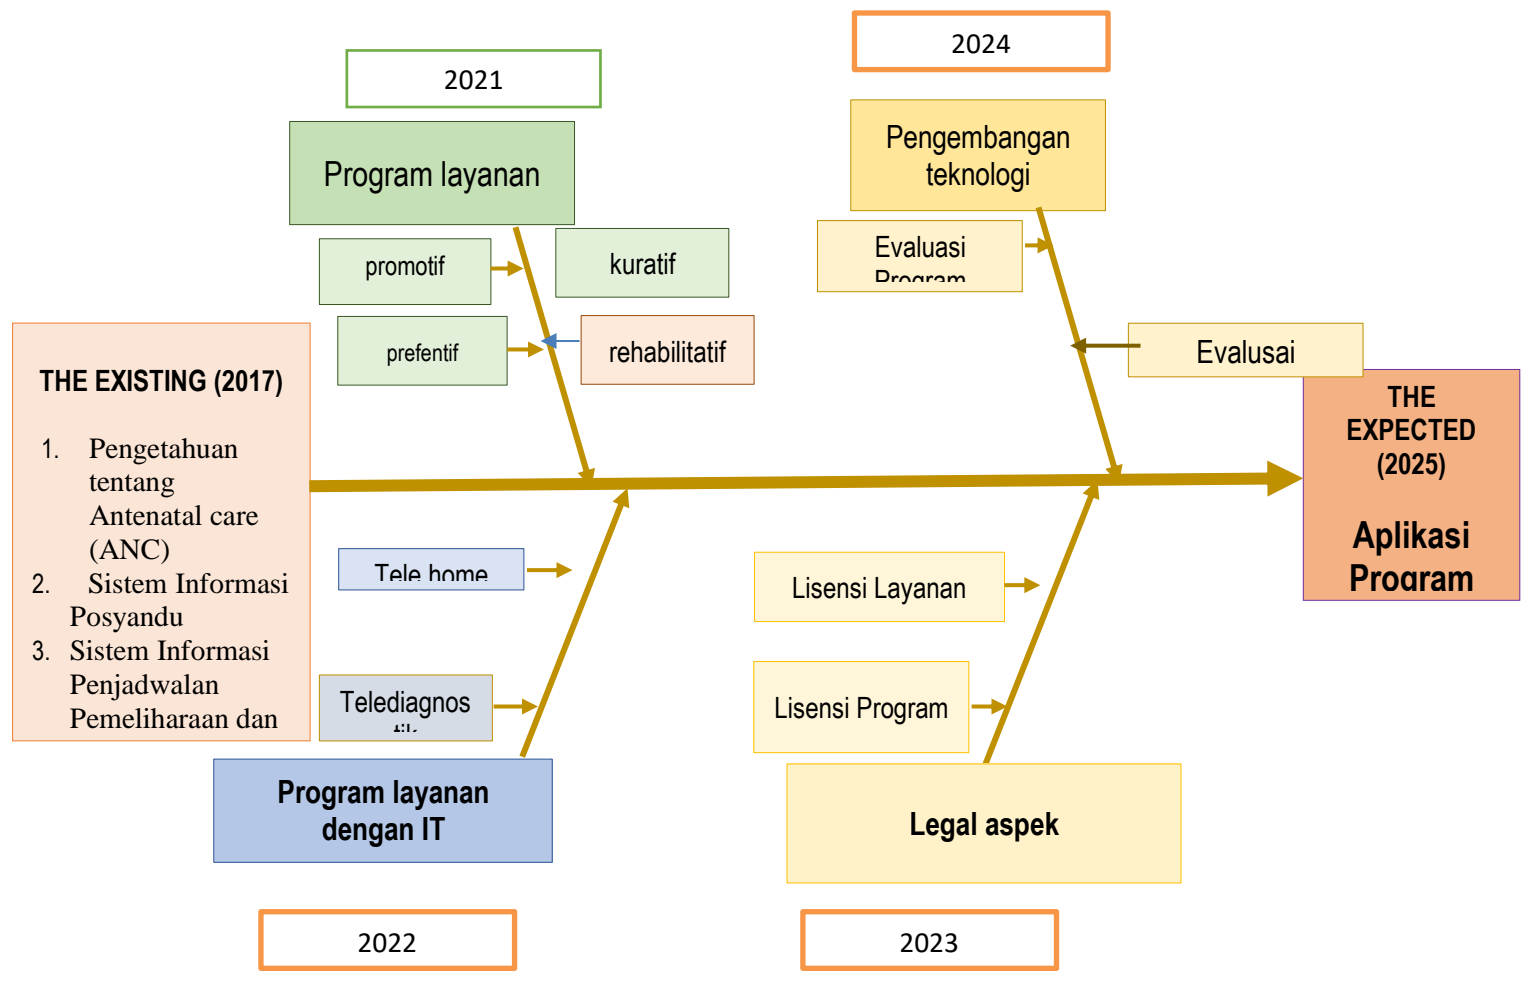 2024
2021
Pengembangan
teknologi
Program layanan
Evaluasi
Program
promotif
kuratif
prefentif
rehabilitatif
Evalusai
THE EXISTING (2017)
1. Pengetahuan
tentang
Antenatal care
(ANC)
2. Sistem Informasi
Posyandu
3. Sistem Informasi
Penjadwalan
Pemeliharaan dan
THE
EXPECTED
(2025)
Aplikasi
Program
Tele home
Lisensi Layanan
Telediagnos
tik
Lisensi Program
Program layanan
dengan IT
Legal aspek
2022
2023